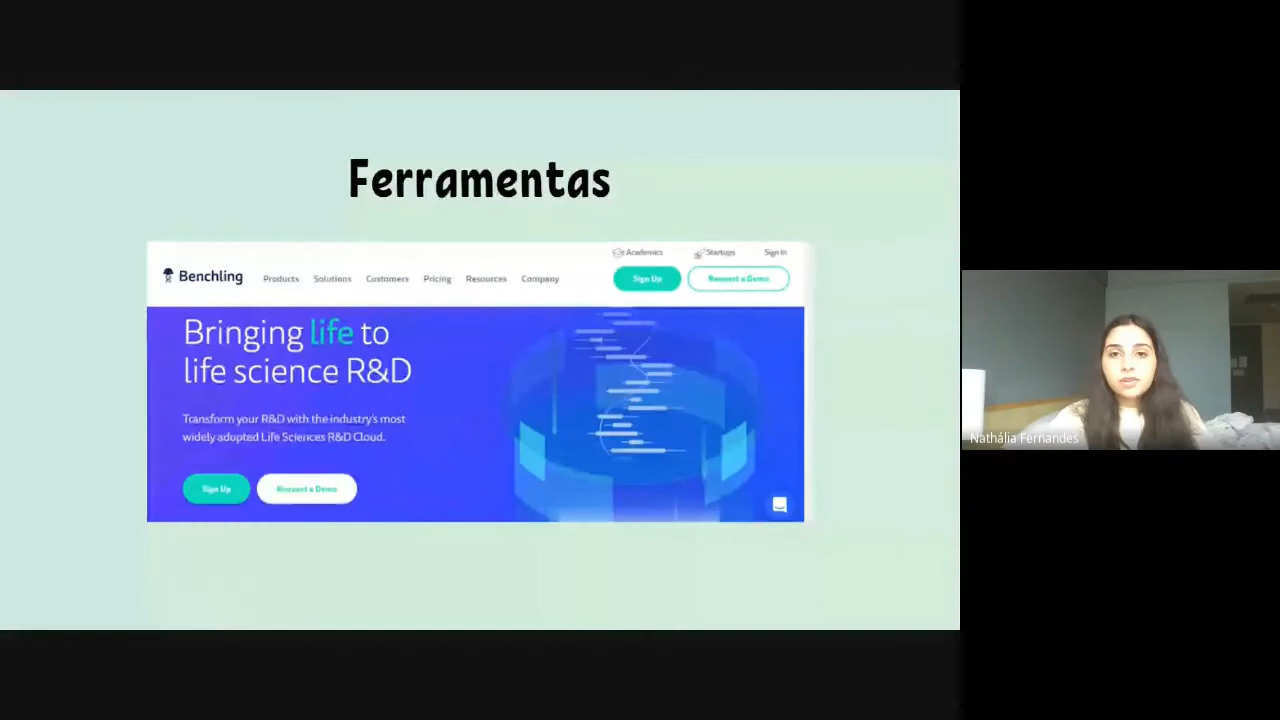 Ferramentas
Academics Startups Sign In
Benchling Products Solutions Customers Pricing Resources Company Sign Up Request a Demo
Bringing life to
life science R&D
Transform your R&D with the industry's most
widely adopted Life Sciences R&D Cloud.
Sign Up Request a Demo
Nathália Fernandes